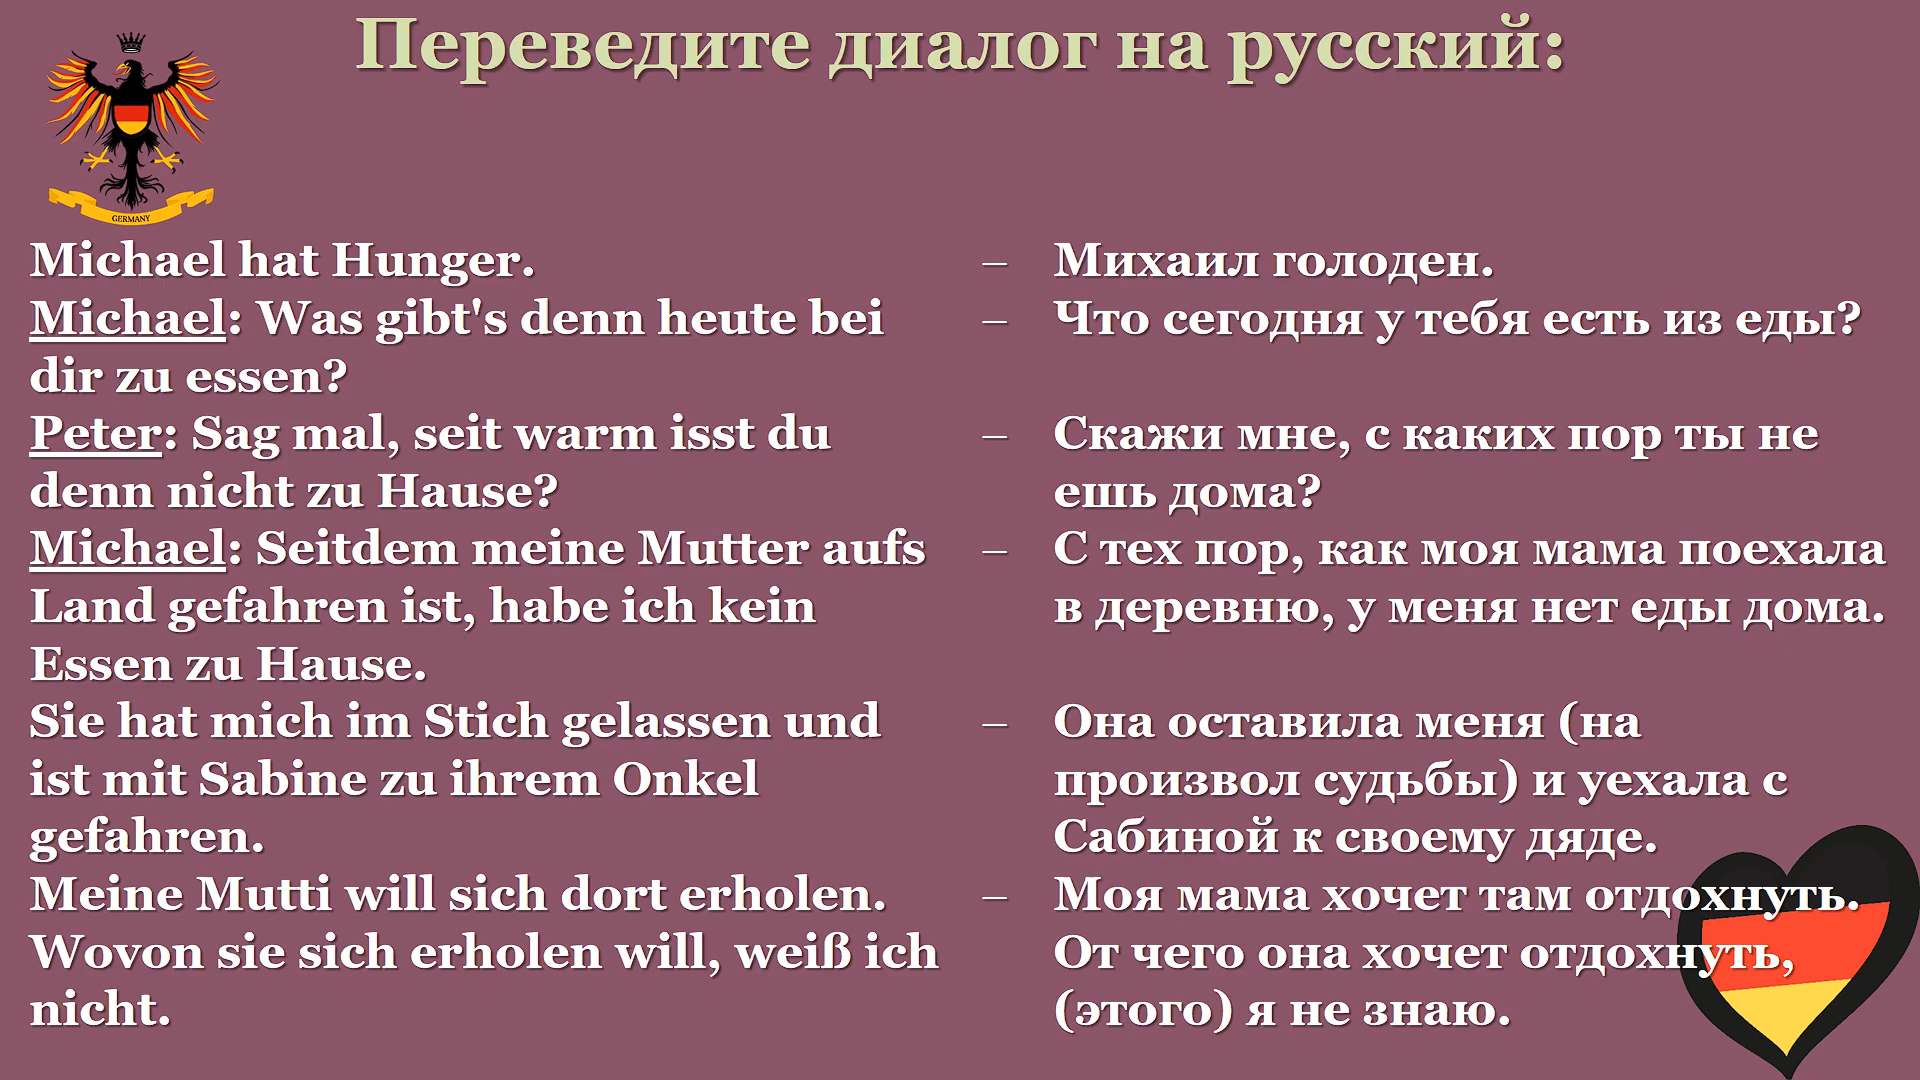 Переведите диалог на русский:
GERMANY
Michael hat Hunger.
Michael: Was gibt's denn heute bei
dir zu essen?
Peter: Sag mal, seit warm isst du
denn nicht zu Hause?
Michael: Seitdem meine Mutter aufs
Land gefahren ist, habe ich kein
Essen zu Hause.
Sie hat mich im Stich gelassen und
ist mit Sabine zu ihrem Onkel
gefahren.
Meine Mutti will sich dort erholen.
Wovon sie sich erholen will, weiß ich
nicht.
– Михаил голоден.
– Что сегодня у тебя есть из еды?
– Скажи мне, с каких пор ты не
ешь дома?
– С тех пор, как моя мама поехала
в деревню, у меня нет еды дома.
– Она оставила меня (на
произвол судьбы) и уехала с
Сабиной к своему дяде.
– Моя мама хочет там отдохнуть.
От чего она хочет отдохнуть,
(этого) я не знаю.